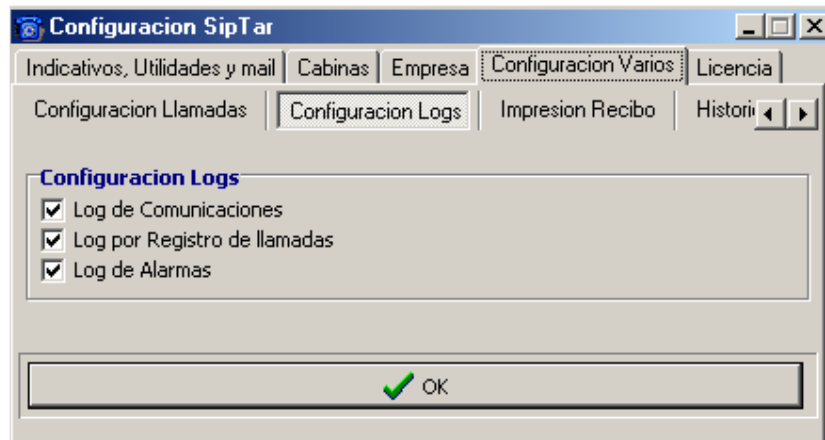 Configuracion SipTar
Indicativos, Utilidades y mail Cabinas Empresa Configuracion Varios Licencia
Configuracion Llamadas Configuracion Logs Impresion Recibo Histori
Configuracion Logs
Log de Comunicaciones
Log por Registro de llamadas
Log de Alarmas
OK